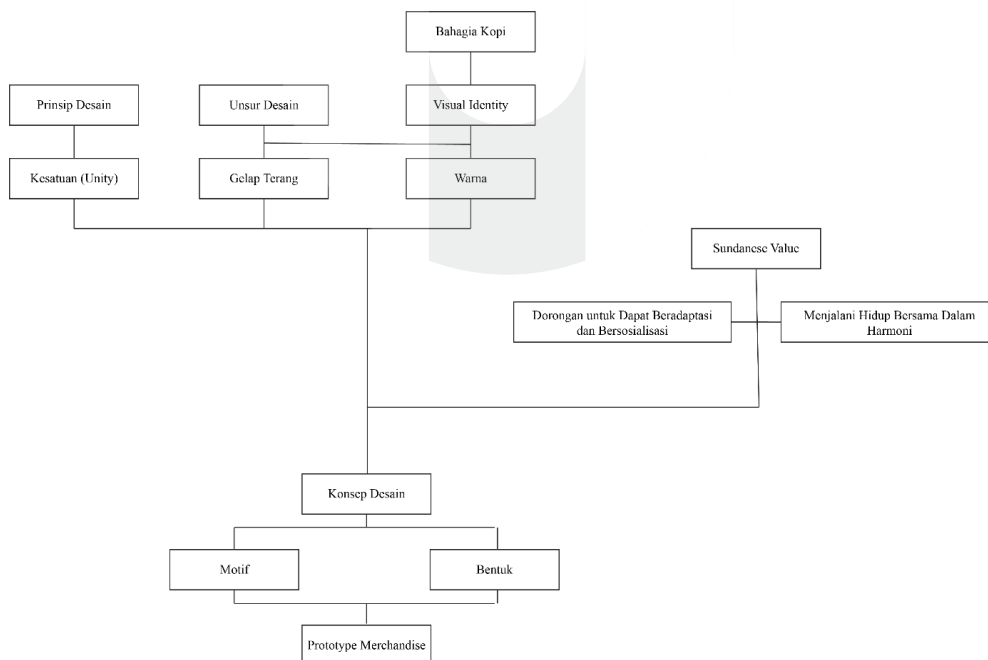 Bahagia Kopi
Prinsip Desain
Unsur Desain
Visual Identity
Kesatuan (Unity)
Gelap Terang
Warna
Sundanese Value
Dorongan untuk Dapat Beradaptasi
dan Bersosialisasi
Menjalani Hidup Bersama Dalam
Harmoni
Konsep Desain
Motif
Bentuk
Prototype Merchandise